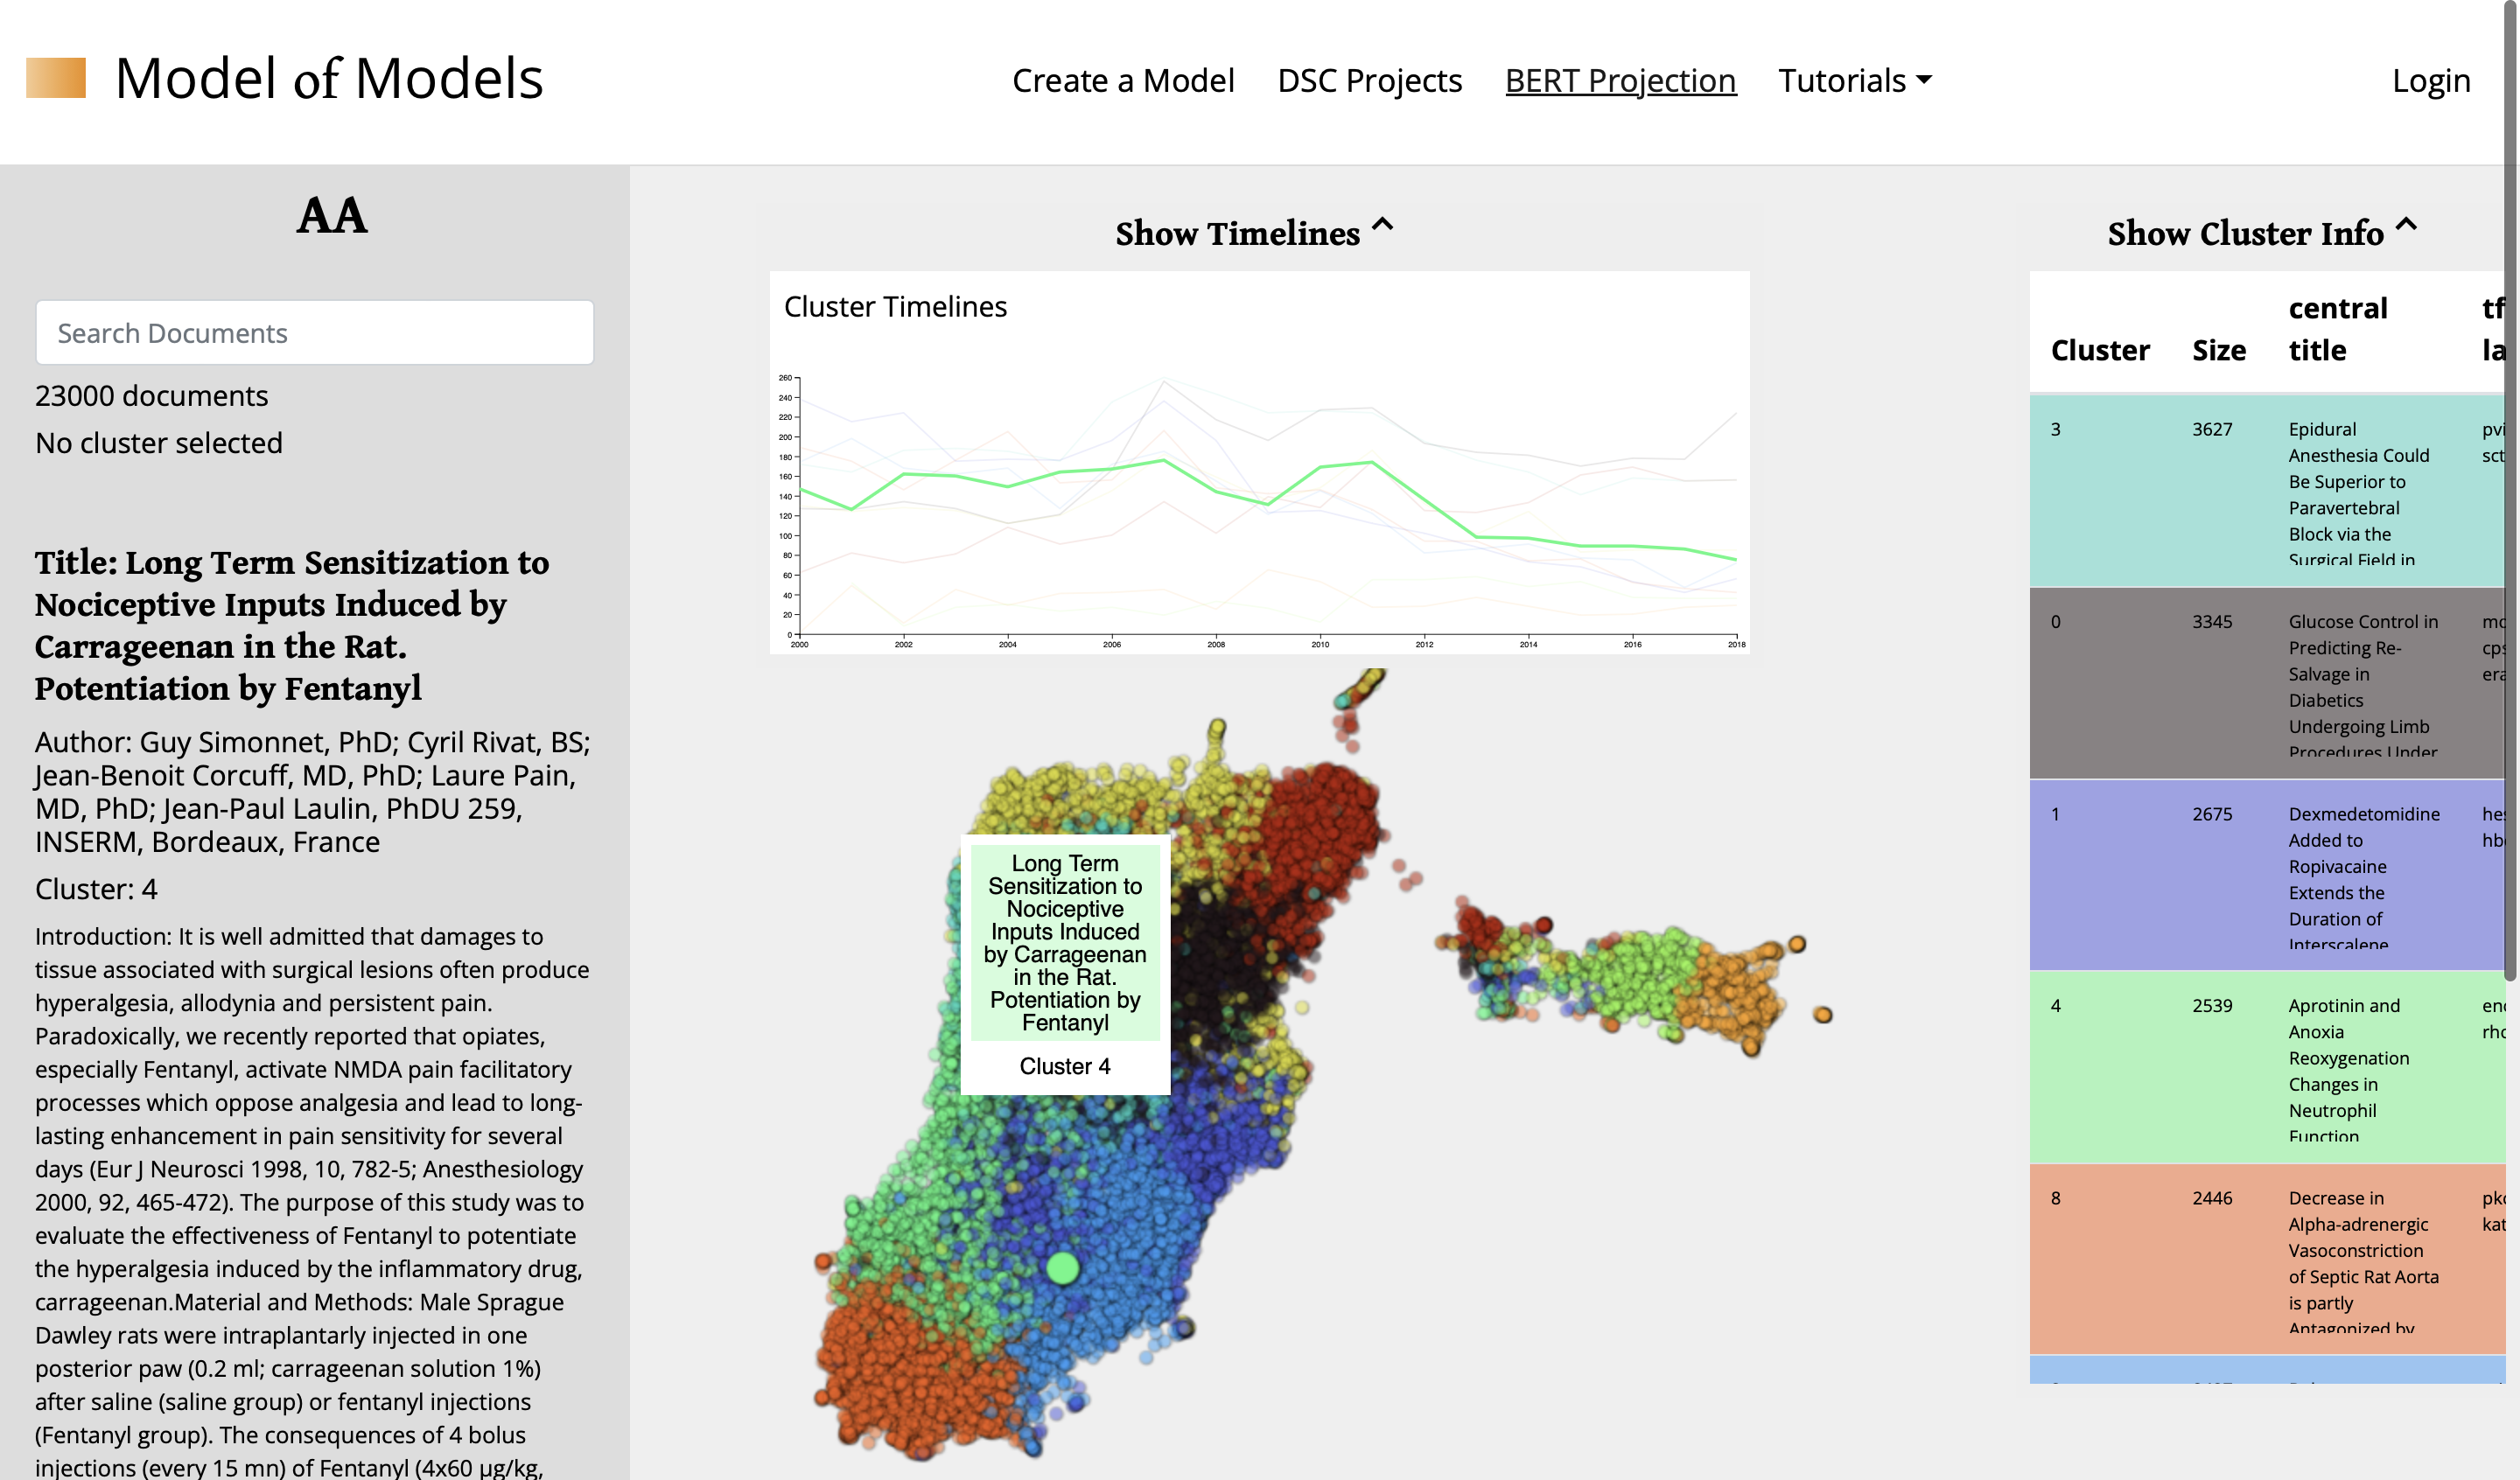 Model of Models
Create a Model
DSC Projects
BERT Projection
Tutorials
Login
AA
Search Documents
23000 documents
No cluster selected
Title: Long Term Sensitization to
Nociceptive Inputs Induced by
Carrageenan in the Rat.
Potentiation by Fentanyl
Author: Guy Simonnet, PhD; Cyril Rivat, BS;
Jean-Benoit Corcuff, MD, PhD; Laure Pain,
MD, PhD; Jean-Paul Laulin, PhDU 259,
INSERM, Bordeaux, France
Cluster: 4
Introduction: It is well admitted that damages to
tissue associated with surgical lesions often produce
hyperalgesia, allodynia and persistent pain.
Paradoxically, we recently reported that opiates,
especially Fentanyl, activate NMDA pain facilitatory
processes which oppose analgesia and lead to long-
lasting enhancement in pain sensitivity for several
days (Eur J Neurosci 1998, 10, 782-5; Anesthesiology
2000, 92, 465-472). The purpose of this study was to
evaluate the effectiveness of Fentanyl to potentiate
the hyperalgesia induced by the inflammatory drug,
carrageenan.Material and Methods: Male Sprague
Dawley rats were intraplantarly injected in one
posterior paw (0.2 ml; carrageenan solution 1%)
after saline (saline group) or fentanyl injections
(Fentanyl group). The consequences of 4 bolus
injections (every 15 mn) of Fentanyl (4x60 µg/kg,
Show Timelines
Cluster Timelines
260
240
220
200
180
160
140
120
100
80
60
40
20
0
2000
2002
2004
2006
2008
2010
2012
2014
2016
2018
Long Term
Sensitization to
Nociceptive
Inputs Induced
by Carrageenan
in the Rat.
Potentiation by
Fentanyl
Cluster 4
Show Cluster Info
Cluster
Size
central
title
tf
la
3
3627
Epidural
Anesthesia Could
Be Superior to
Paravertebral
Block via the
Surgical Field in
pvi
sct
0
3345
Glucose Control in
Predicting Re-
Salvage in
Diabetics
Undergoing Limb
Procedures Under
cps
era
1
2675
Dexmedetomidine
Added to
Ropivacaine
Extends the
Duration of
Interscalene
hes
hb
4
2539
Aprotinin and
Anoxia
Reoxygenation
Changes in
Neutrophil
Function
rho
8
2446
Decrease in
Alpha-adrenergic
Vasoconstriction
of Septic Rat Aorta
is partly
Antagonized by
kat